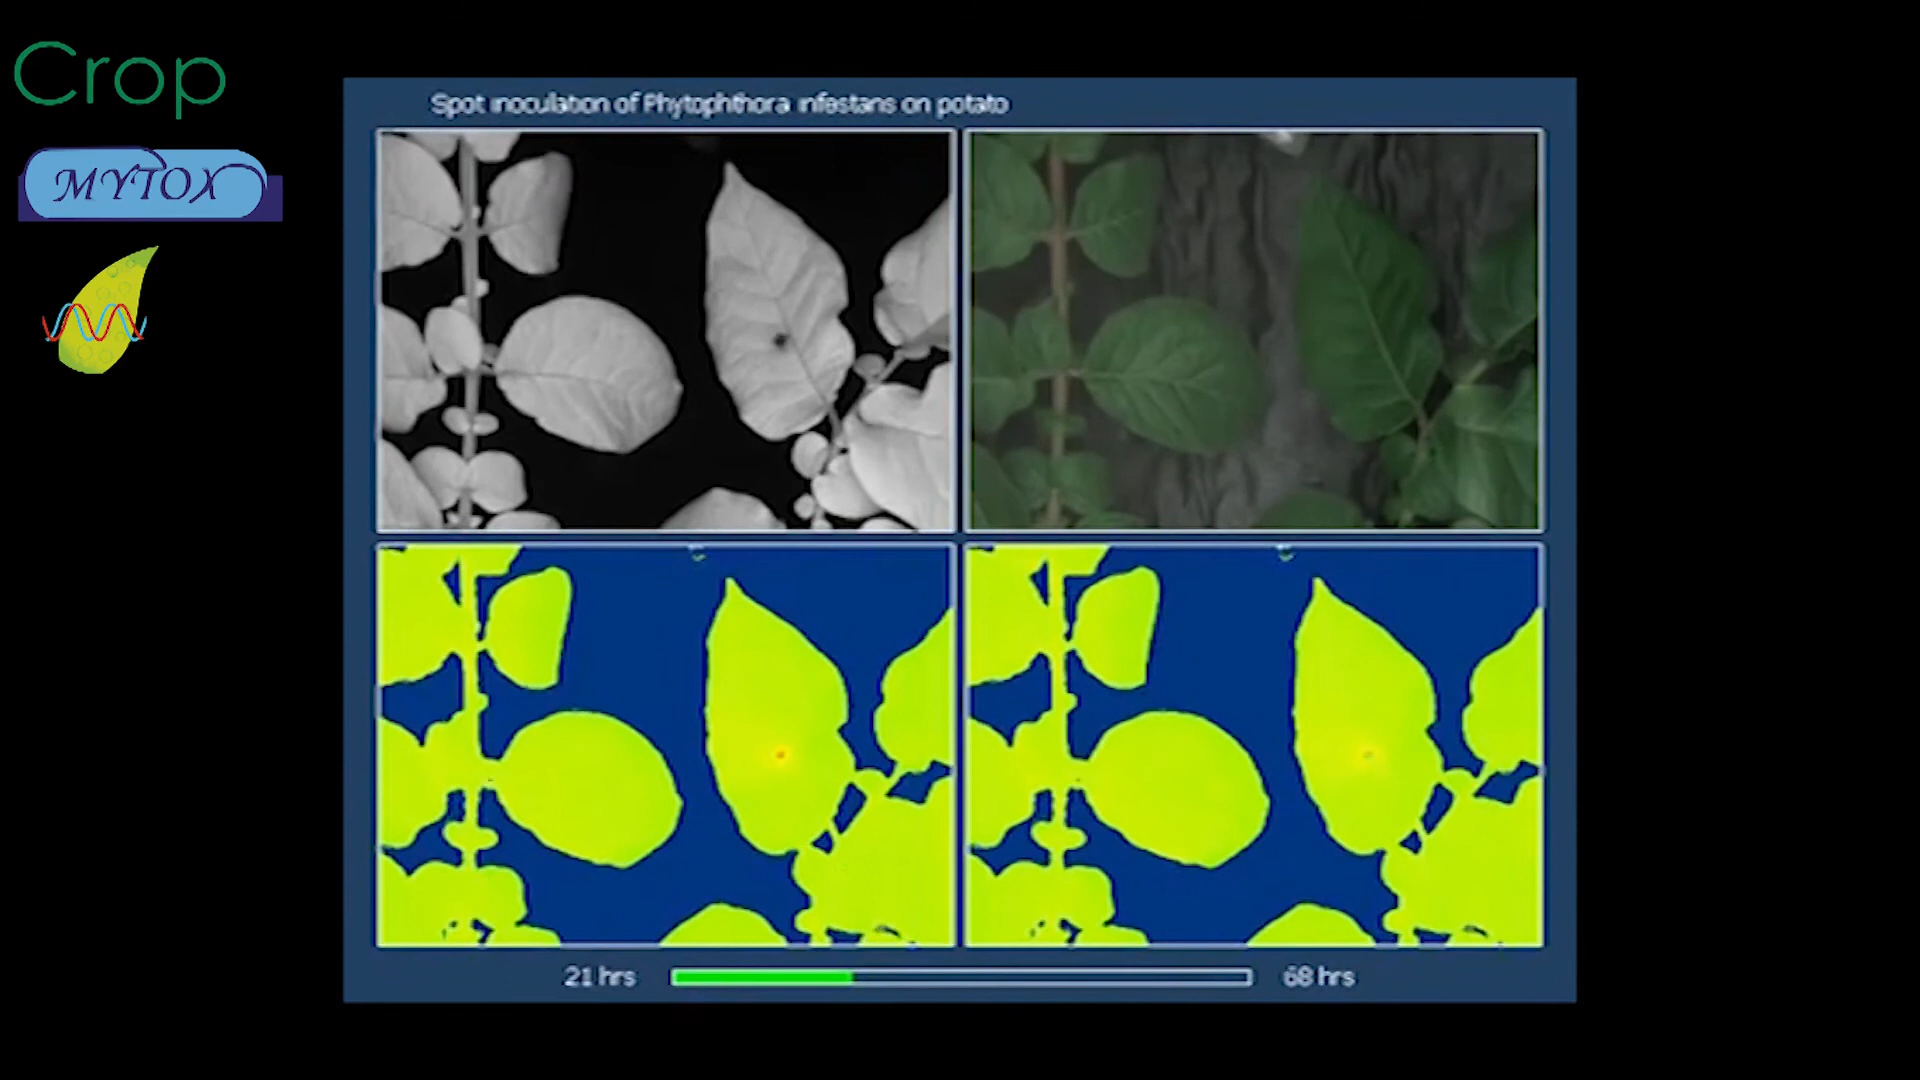 Crop
MYTOX
Spot inoculation of Phytophthora infestans on potato
21 hrs
68 hrs